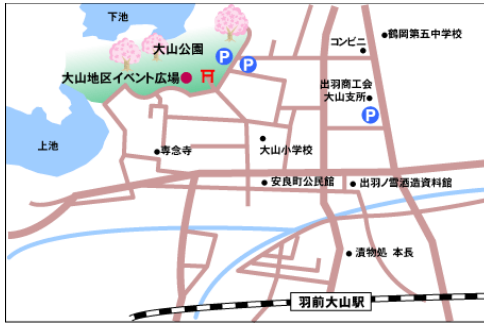 下池
大山公園
P
P
コンビニ
鶴岡第五中学校
大山地区イベント広場
出羽商工会
大山支所
P
上池
専念寺
大山小学校
安良町公民館
出羽ノ雪酒造資料館
漬物処 本長
羽前大山駅